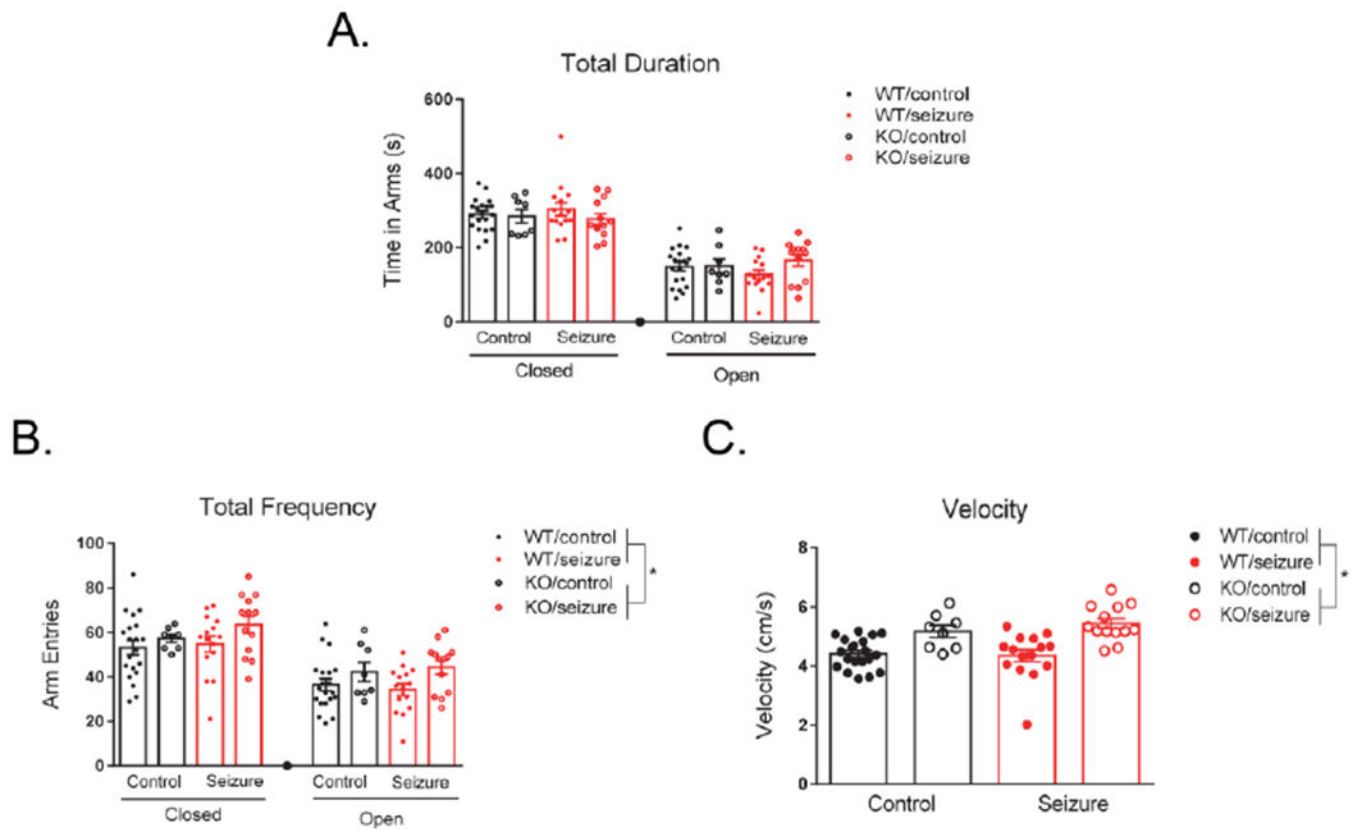 A.
Total Duration
WT/control
WT/seizure
KO/control
KO/seizure
600
400
200
0
Time in Arms (s)
Control Seizure Control Seizure
Closed Open
B.
Total Frequency
WT/control
WT/seizure
KO/control
KO/seizure
*
100
80
60
40
20
0
Arm Entries
Control Seizure Control Seizure
Closed Open
C.
Velocity
WT/control
WT/seizure
KO/control
KO/seizure
*
8
6
4
2
0
Velocity (cm/s)
Control Seizure